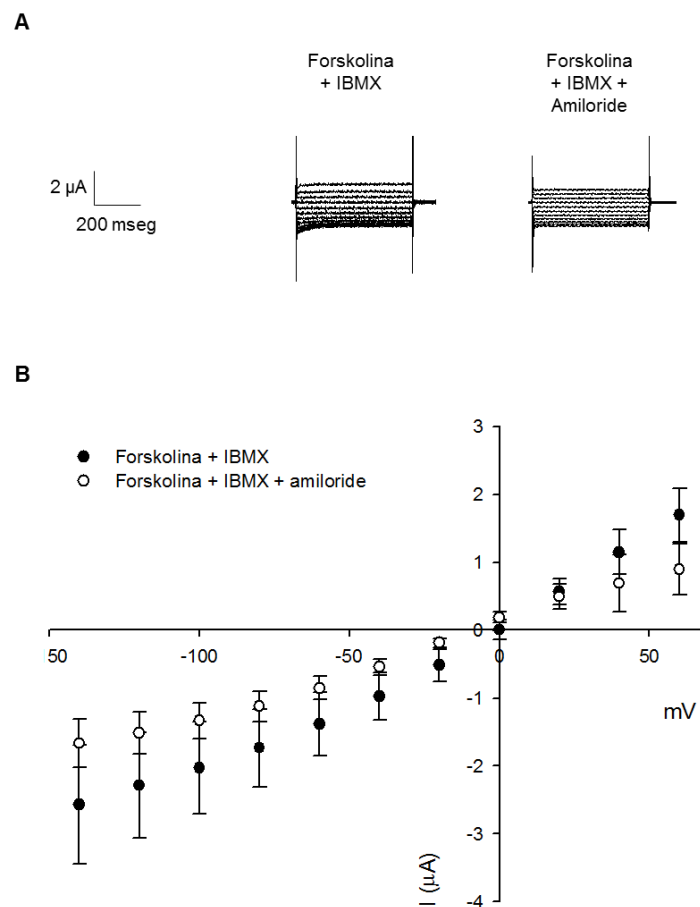 A
Forskolina
+ IBMX
Forskolina
+ IBMX +
Amiloride
2 µA
200 mseg
B
Forskolina + IBMX
Forskolina + IBMX + amiloride
3
2
1
0
50
-100
-50
0
50
mV
-1
-2
-3
-4
I (µA)